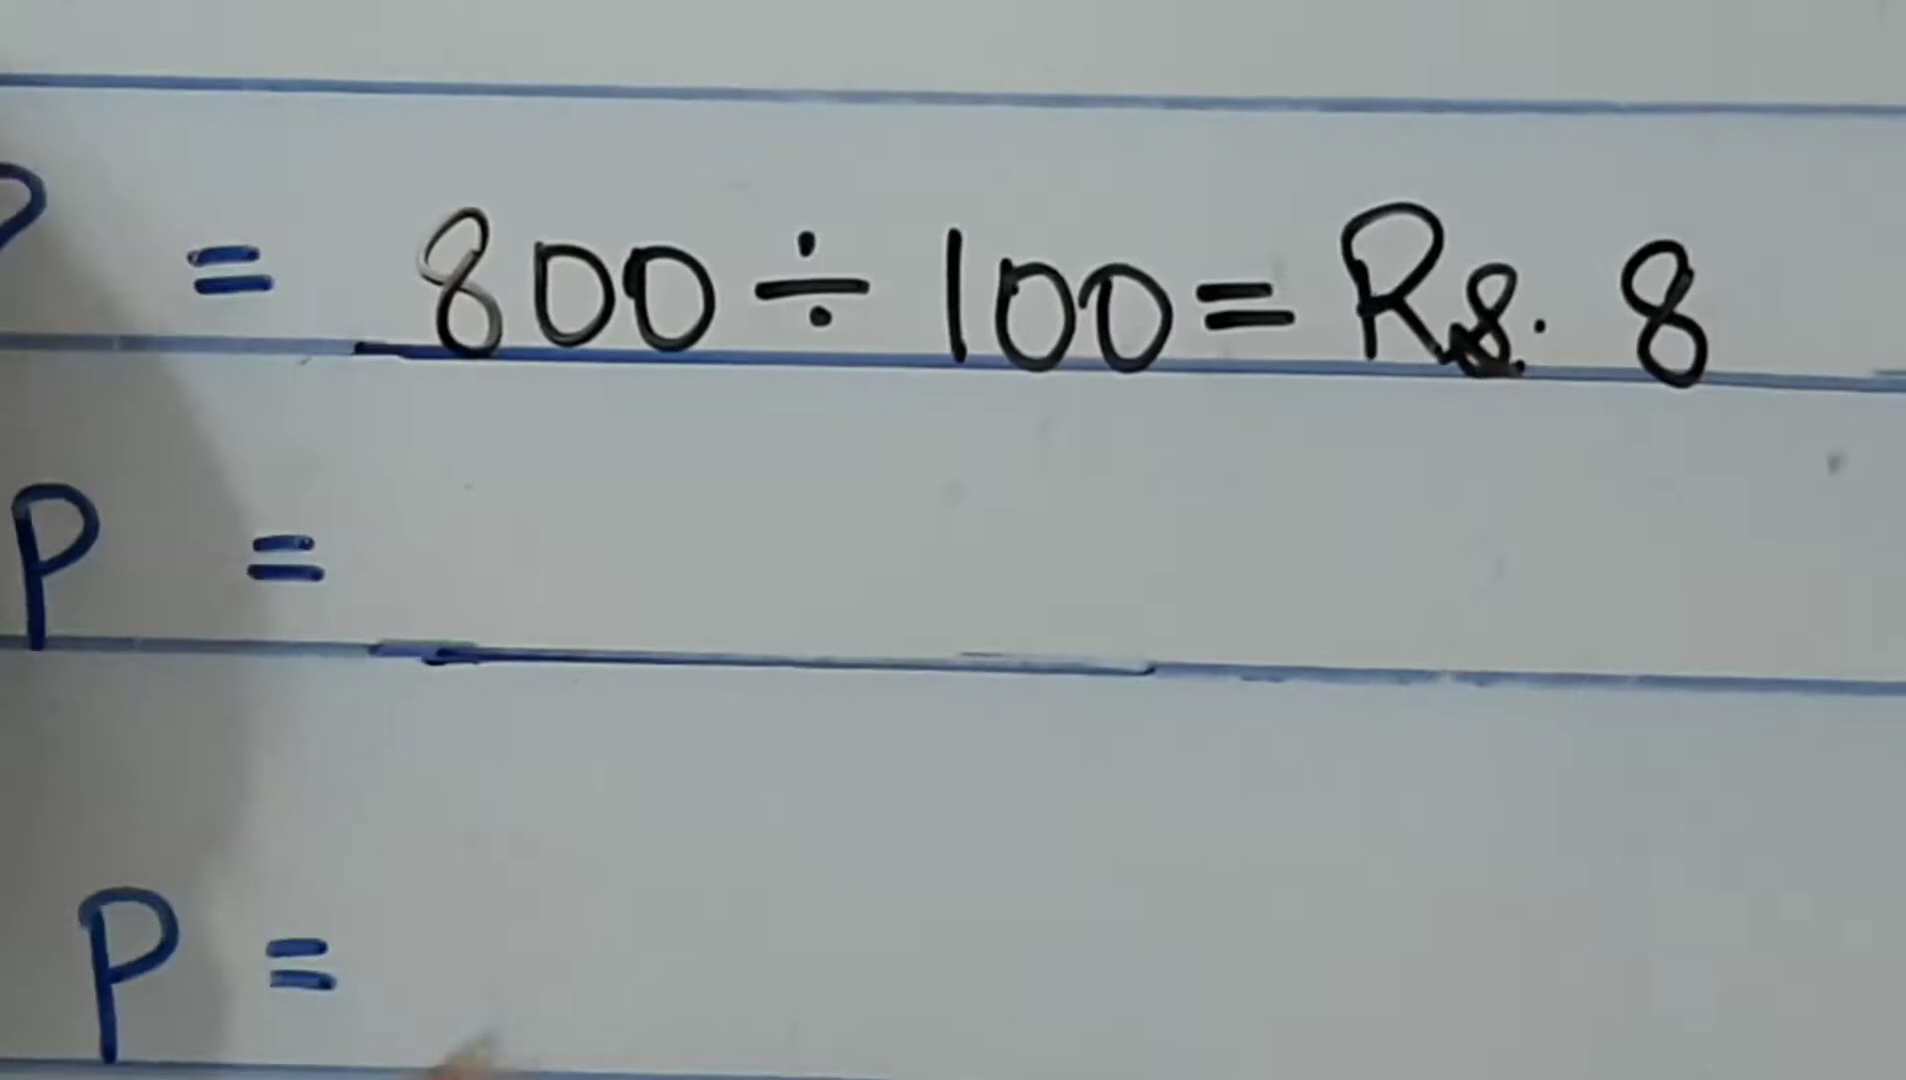 P = 800 ÷ 100 = Rs. 8
P =
P =